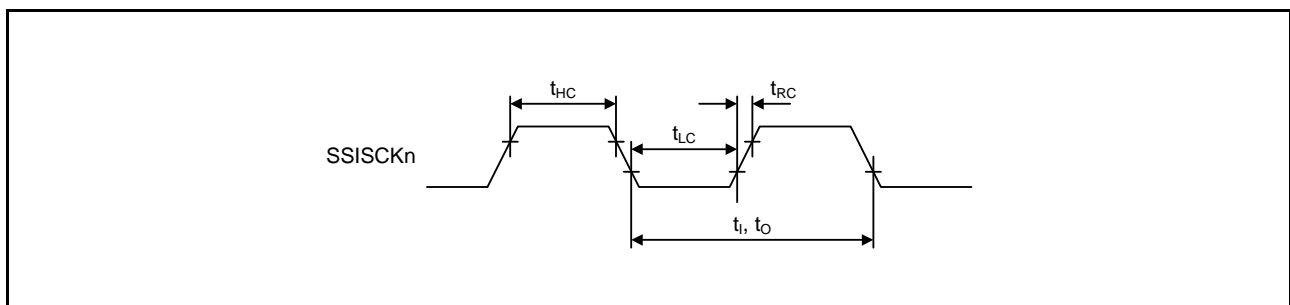 tHC
tRC
tLC
SSISCKn
tI, tO